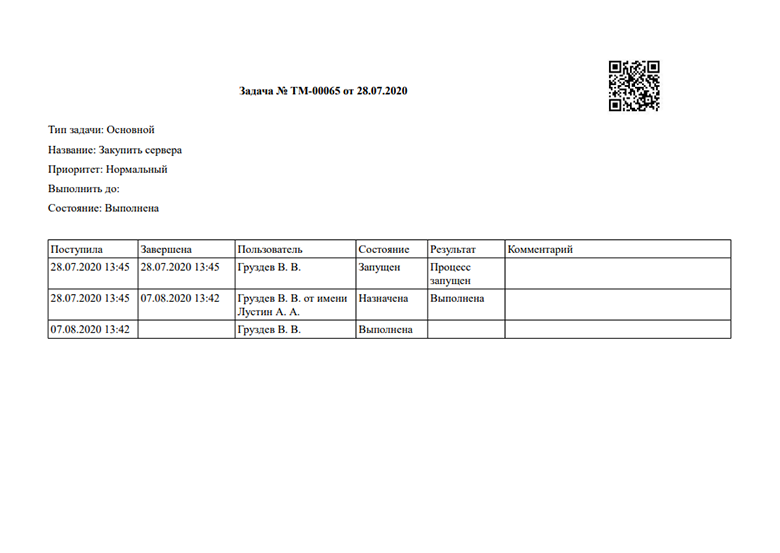 Задача № ТМ-00065 от 28.07.2020
Тип задачи: Основной
Название: Закупить сервера
Приоритет: Нормальный
Выполнить до:
Состояние: Выполнена
Поступила Завершена Пользователь Состояние Результат Комментарий
28.07.2020 13:45 28.07.2020 13:45 Груздев В. В. Запущен Процесс
запущен
28.07.2020 13:45 07.08.2020 13:42 Груздев В. В. от имени Назначена Выполнена
Лустин А. А.
07.08.2020 13:42 Груздев В. В. Выполнена